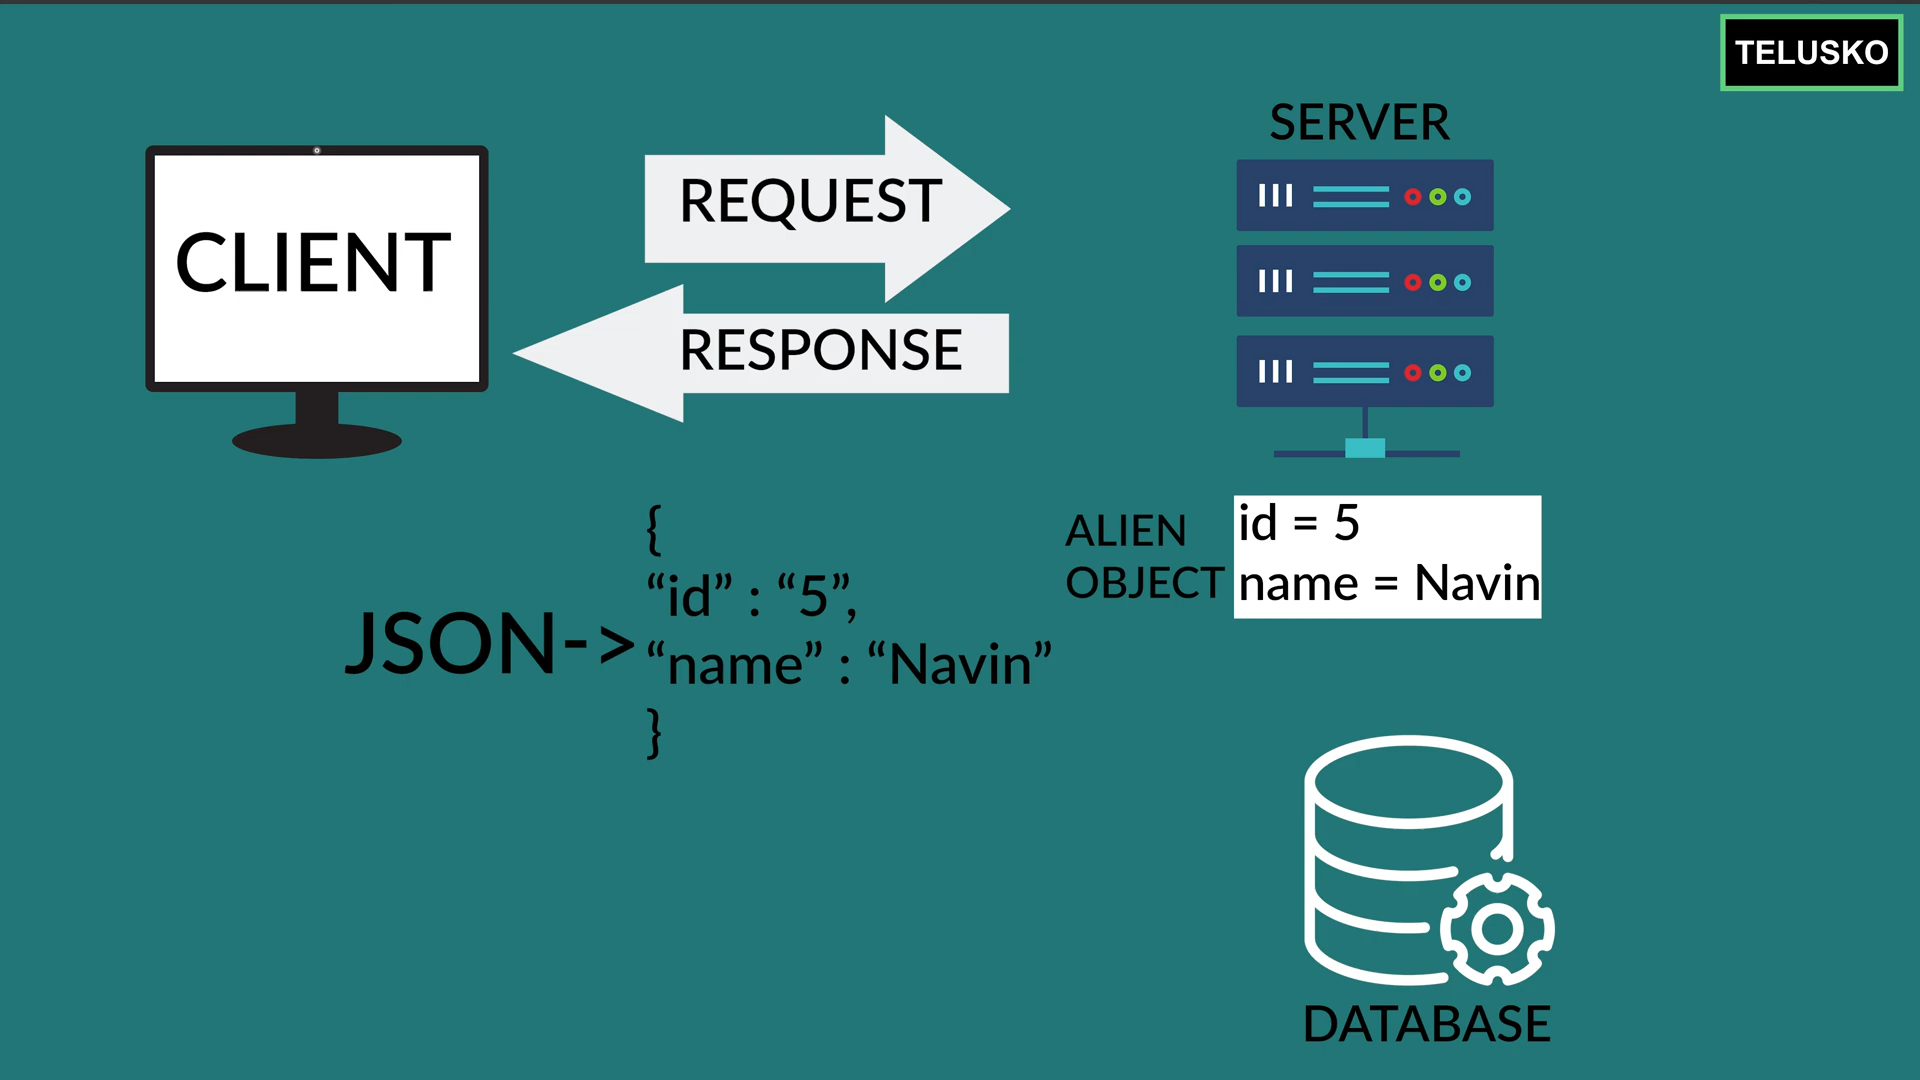 TELUSKO
SERVER
CLIENT
REQUEST
RESPONSE
JSON->
{
“id” : “5”,
“name” : “Navin”
}
ALIEN
OBJECT
id = 5
name = Navin
DATABASE